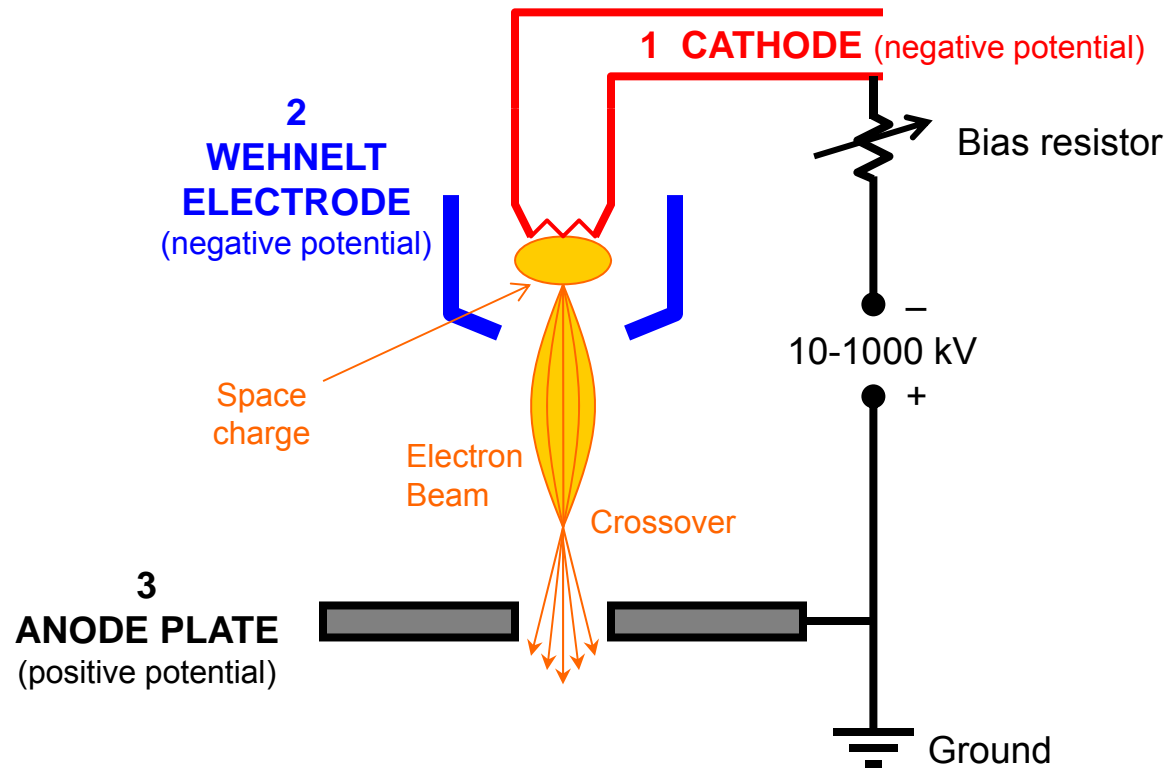 1 CATHODE (negative potential)
2
WEHNELT
ELECTRODE
(negative potential)
Bias resistor
–
10-1000 kV
+
Space
charge
Electron
Beam
Crossover
3
ANODE PLATE
(positive potential)
Ground